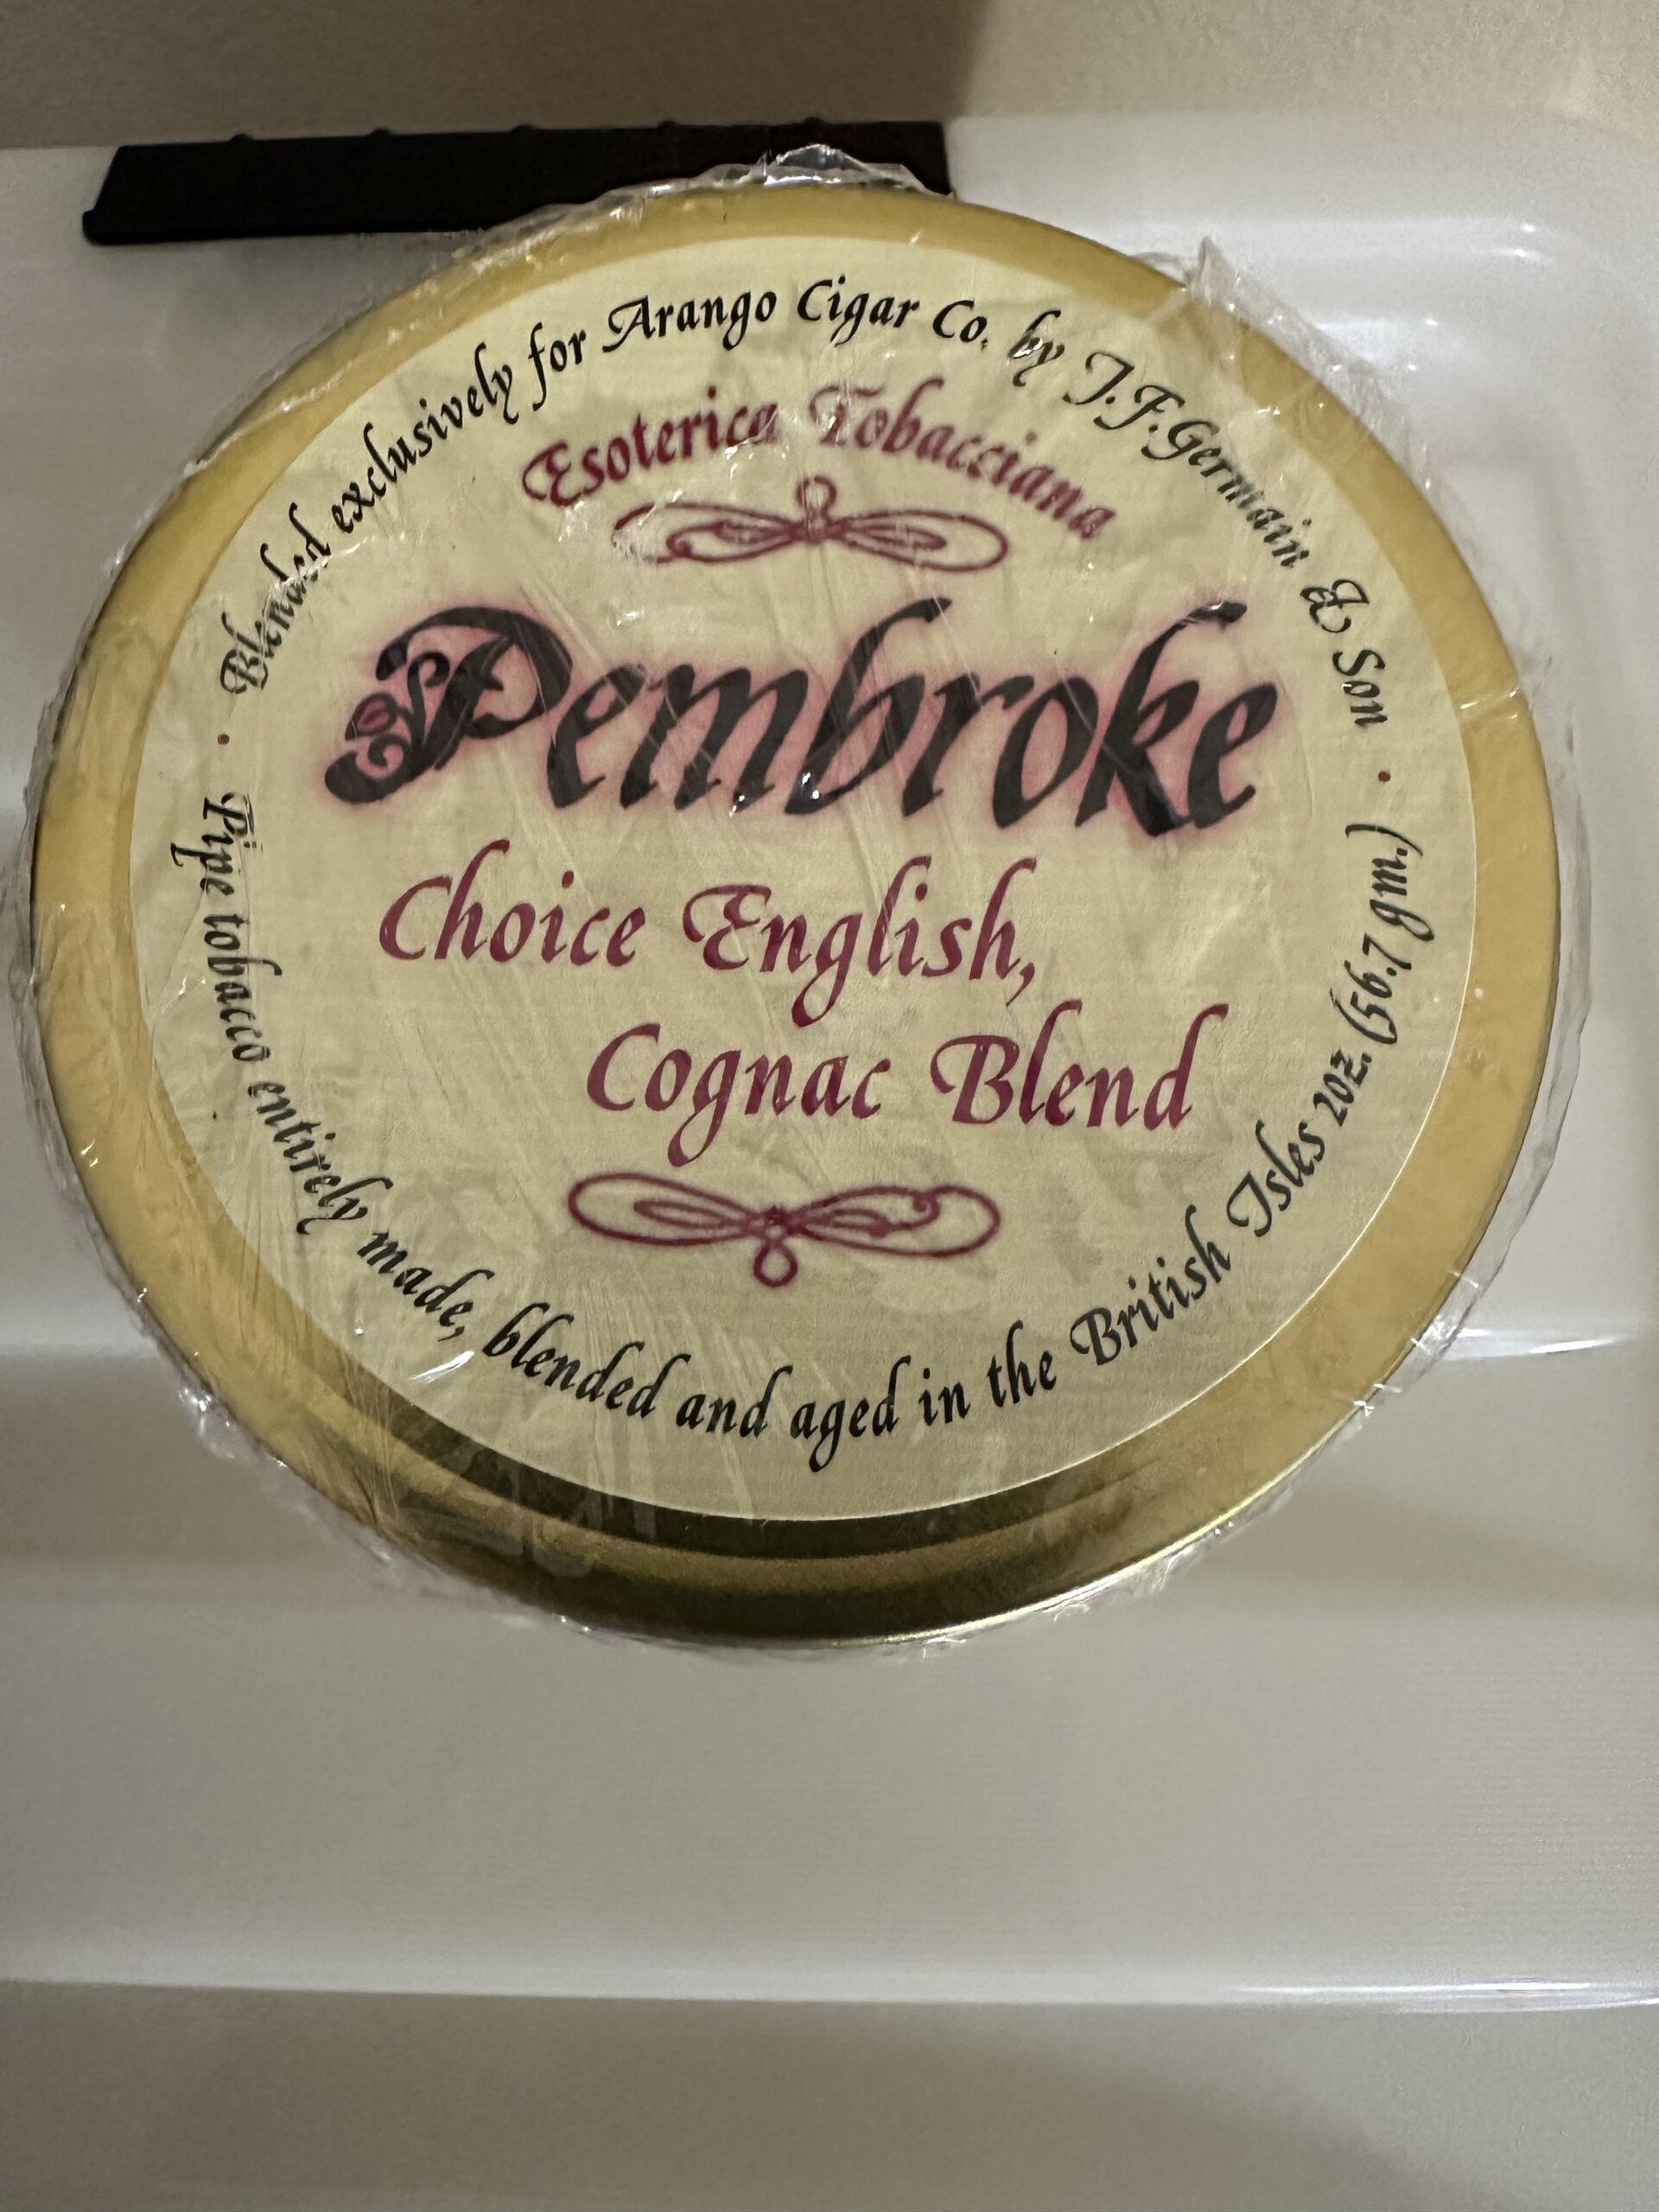 Blended exclusively for Arango Cigar Co. by J.F. Germain & Son
Esoterica Tobacciana
Pembroke
Choice English,
Cognac Blend
Pipe tobacco entirely made, blended and aged in the British Isles 2oz. (56.7 gm.)